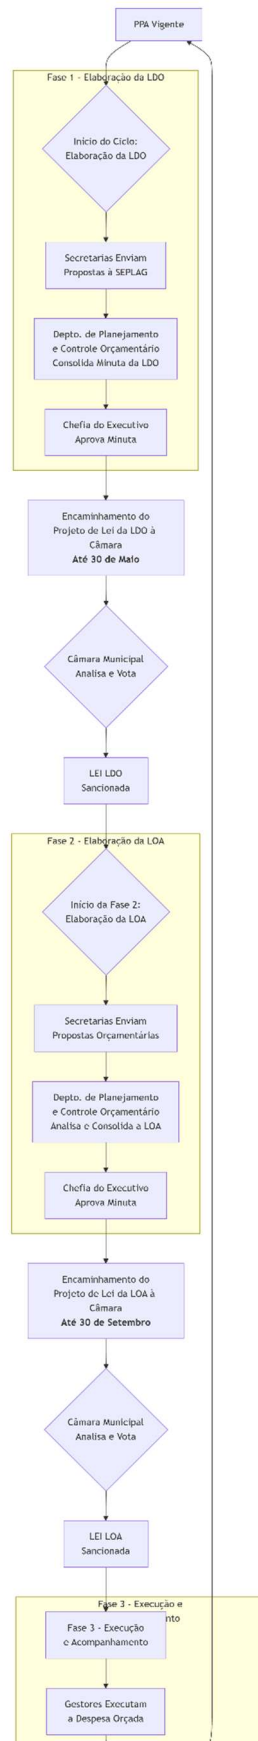 PPA Vigente
Fase 1 - Elaboração da LDO
Início do Ciclo:
Elaboração da LDO
Secretarias Enviam
Propostas à SEPLAG
Depto. de Planejamento
e Controle Orçamentário
Consolida Minuta da LDO
Chefia do Executivo
Aprova Minuta
Encaminhamento do
Projeto de Lei da LDO à
Câmara
Até 30 de Maio
Câmara Municipal
Analisa e Vota
LEI LDO
Sancionada
Fase 2 - Elaboração da LOA
Início da Fase 2:
Elaboração da LOA
Secretarias Enviam
Propostas Orçamentárias
Depto. de Planejamento
e Controle Orçamentário
Analisa e Consolida a LOA
Chefia do Executivo
Aprova Minuta
Encaminhamento do
Projeto de Lei da LOA à
Câmara
Até 30 de Setembro
Câmara Municipal
Analisa e Vota
LEI LOA
Sancionada
Fase 3 - Execução e
Fase 3 - Execução
e Acompanhamento
Gestores Executam
a Despesa Orçada